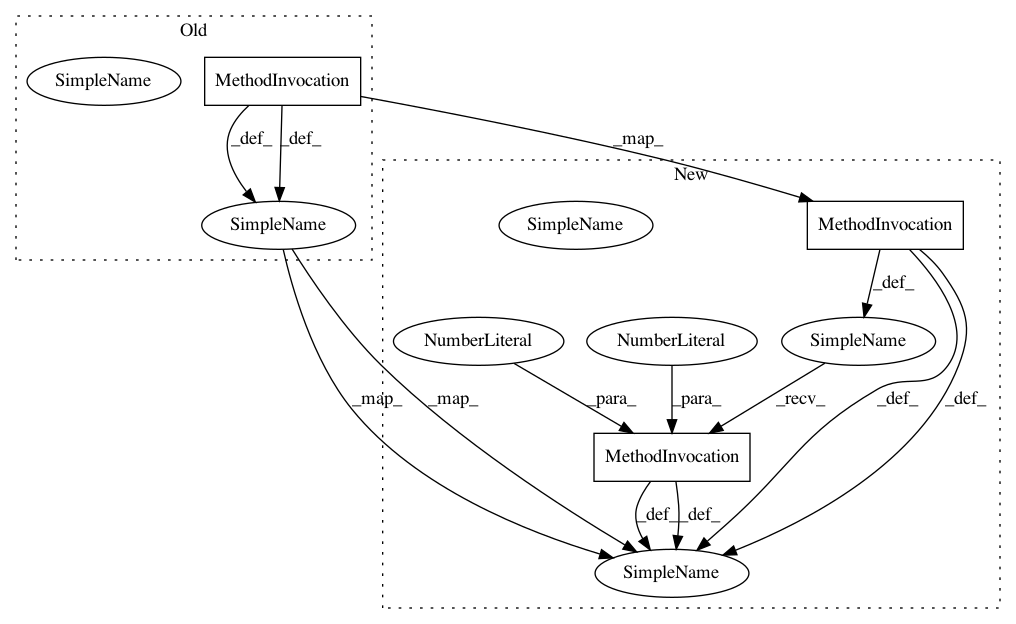 Old
SimpleName
MethodInvocation
_def_
_def_
_map_
New
SimpleName
SimpleName
MethodInvocation
_def_
NumberLiteral
NumberLiteral
SimpleName
_map_
_map_
_para_
_para_
_recv_
_def_
_def_
MethodInvocation
_def_
_def_
SimpleName